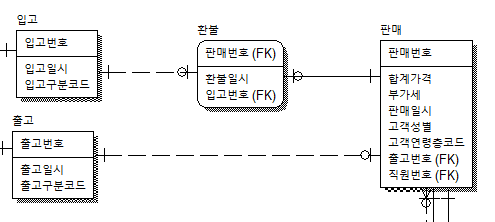 입고
입고번호
입고일시
입고구분코드
환불
판매번호 (FK)
환불일시
입고번호 (FK)
판매
판매번호
합계가격
부가세
판매일시
고객성별
고객연령층코드
출고번호 (FK)
직원번호 (FK)
출고
출고번호
출고일시
출고구분코드